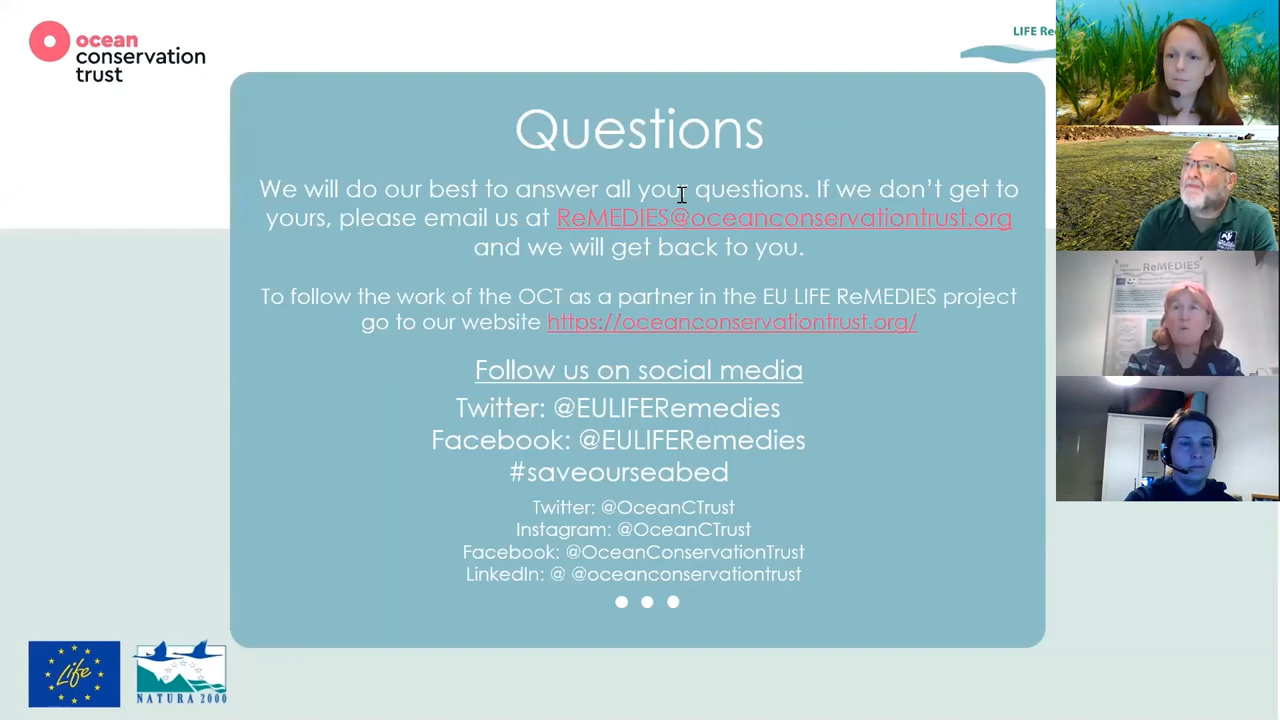 ocean
conservation
trust
LIFE Re
Questions
We will do our best to answer all your questions. If we don’t get to
yours, please email us at ReMEDIES@oceanconservationtrust.org
and we will get back to you.
To follow the work of the OCT as a partner in the EU LIFE ReMEDIES project
go to our website https://oceanconservationtrust.org/
Follow us on social media
Twitter: @EULIFERemedies
Facebook: @EULIFERemedies
#saveourseabed
Twitter: @OceanCTrust
Instagram: @OceanCTrust
Facebook: @OceanConservationTrust
LinkedIn: @ @oceanconservationtrust
Life
NATURA 2000
ReMEDIES